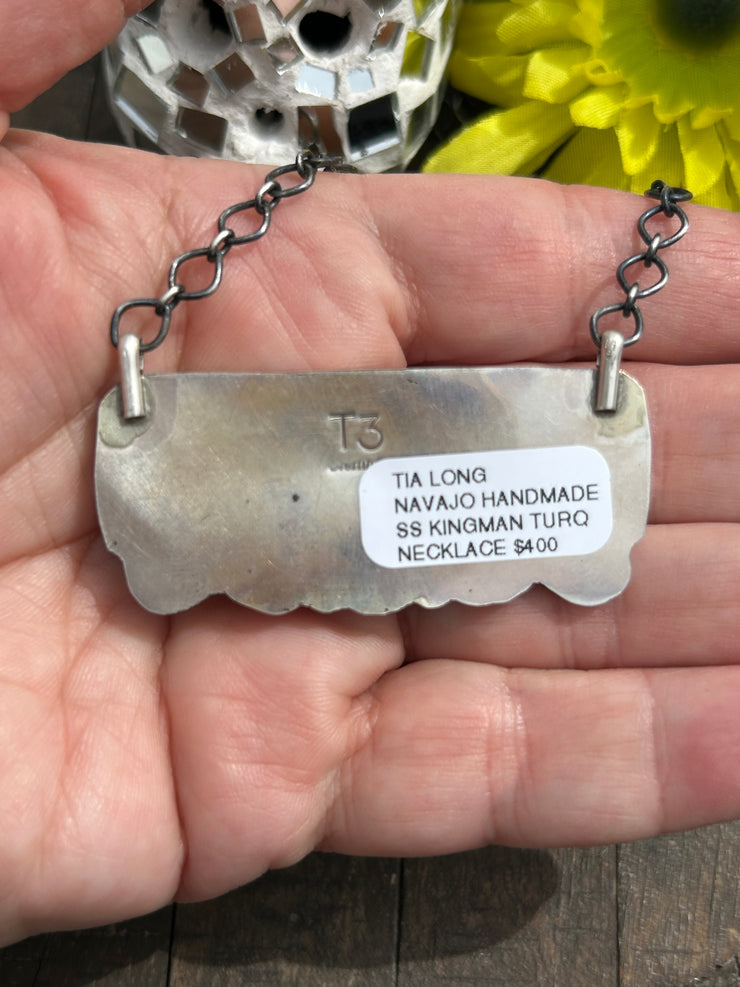 T3
TIA LONG
NAVAJO HANDMADE
SS KINGMAN TURQ
NECKLACE $400